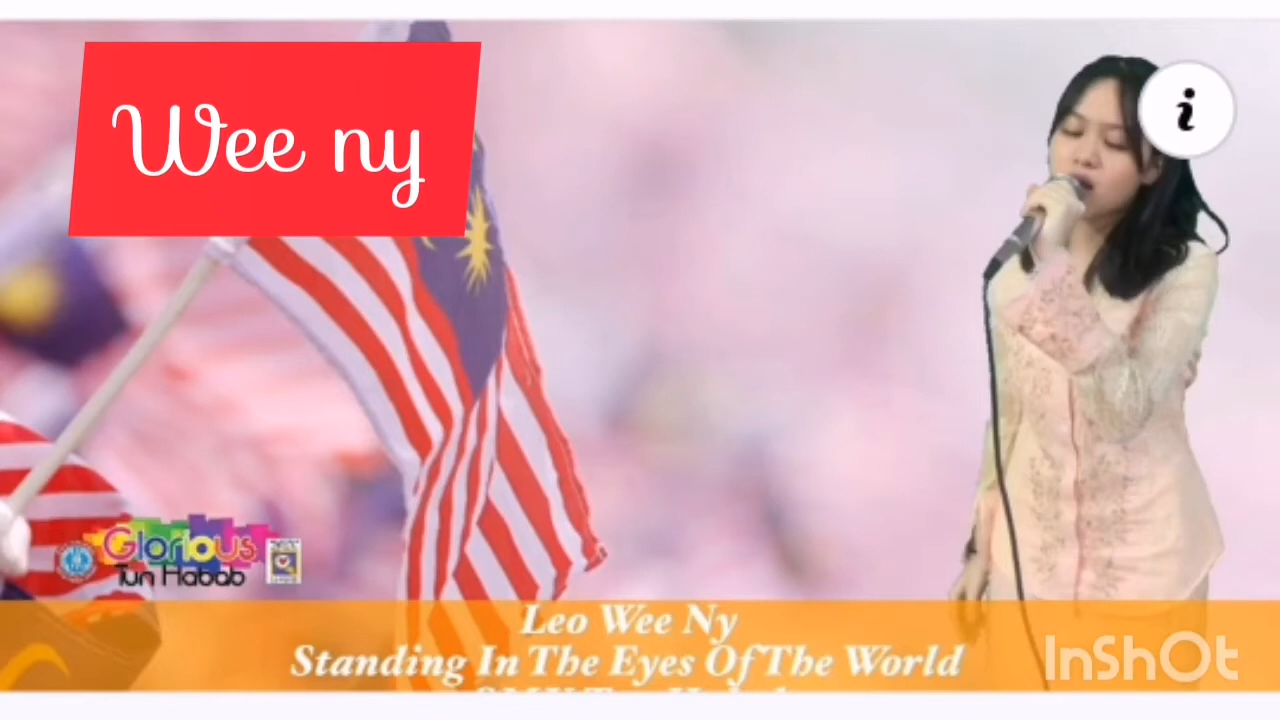 Wee ny
i
Glorious
Tun Habab
Leo Wee Ny
Standing In The Eyes Of The World
InShOt